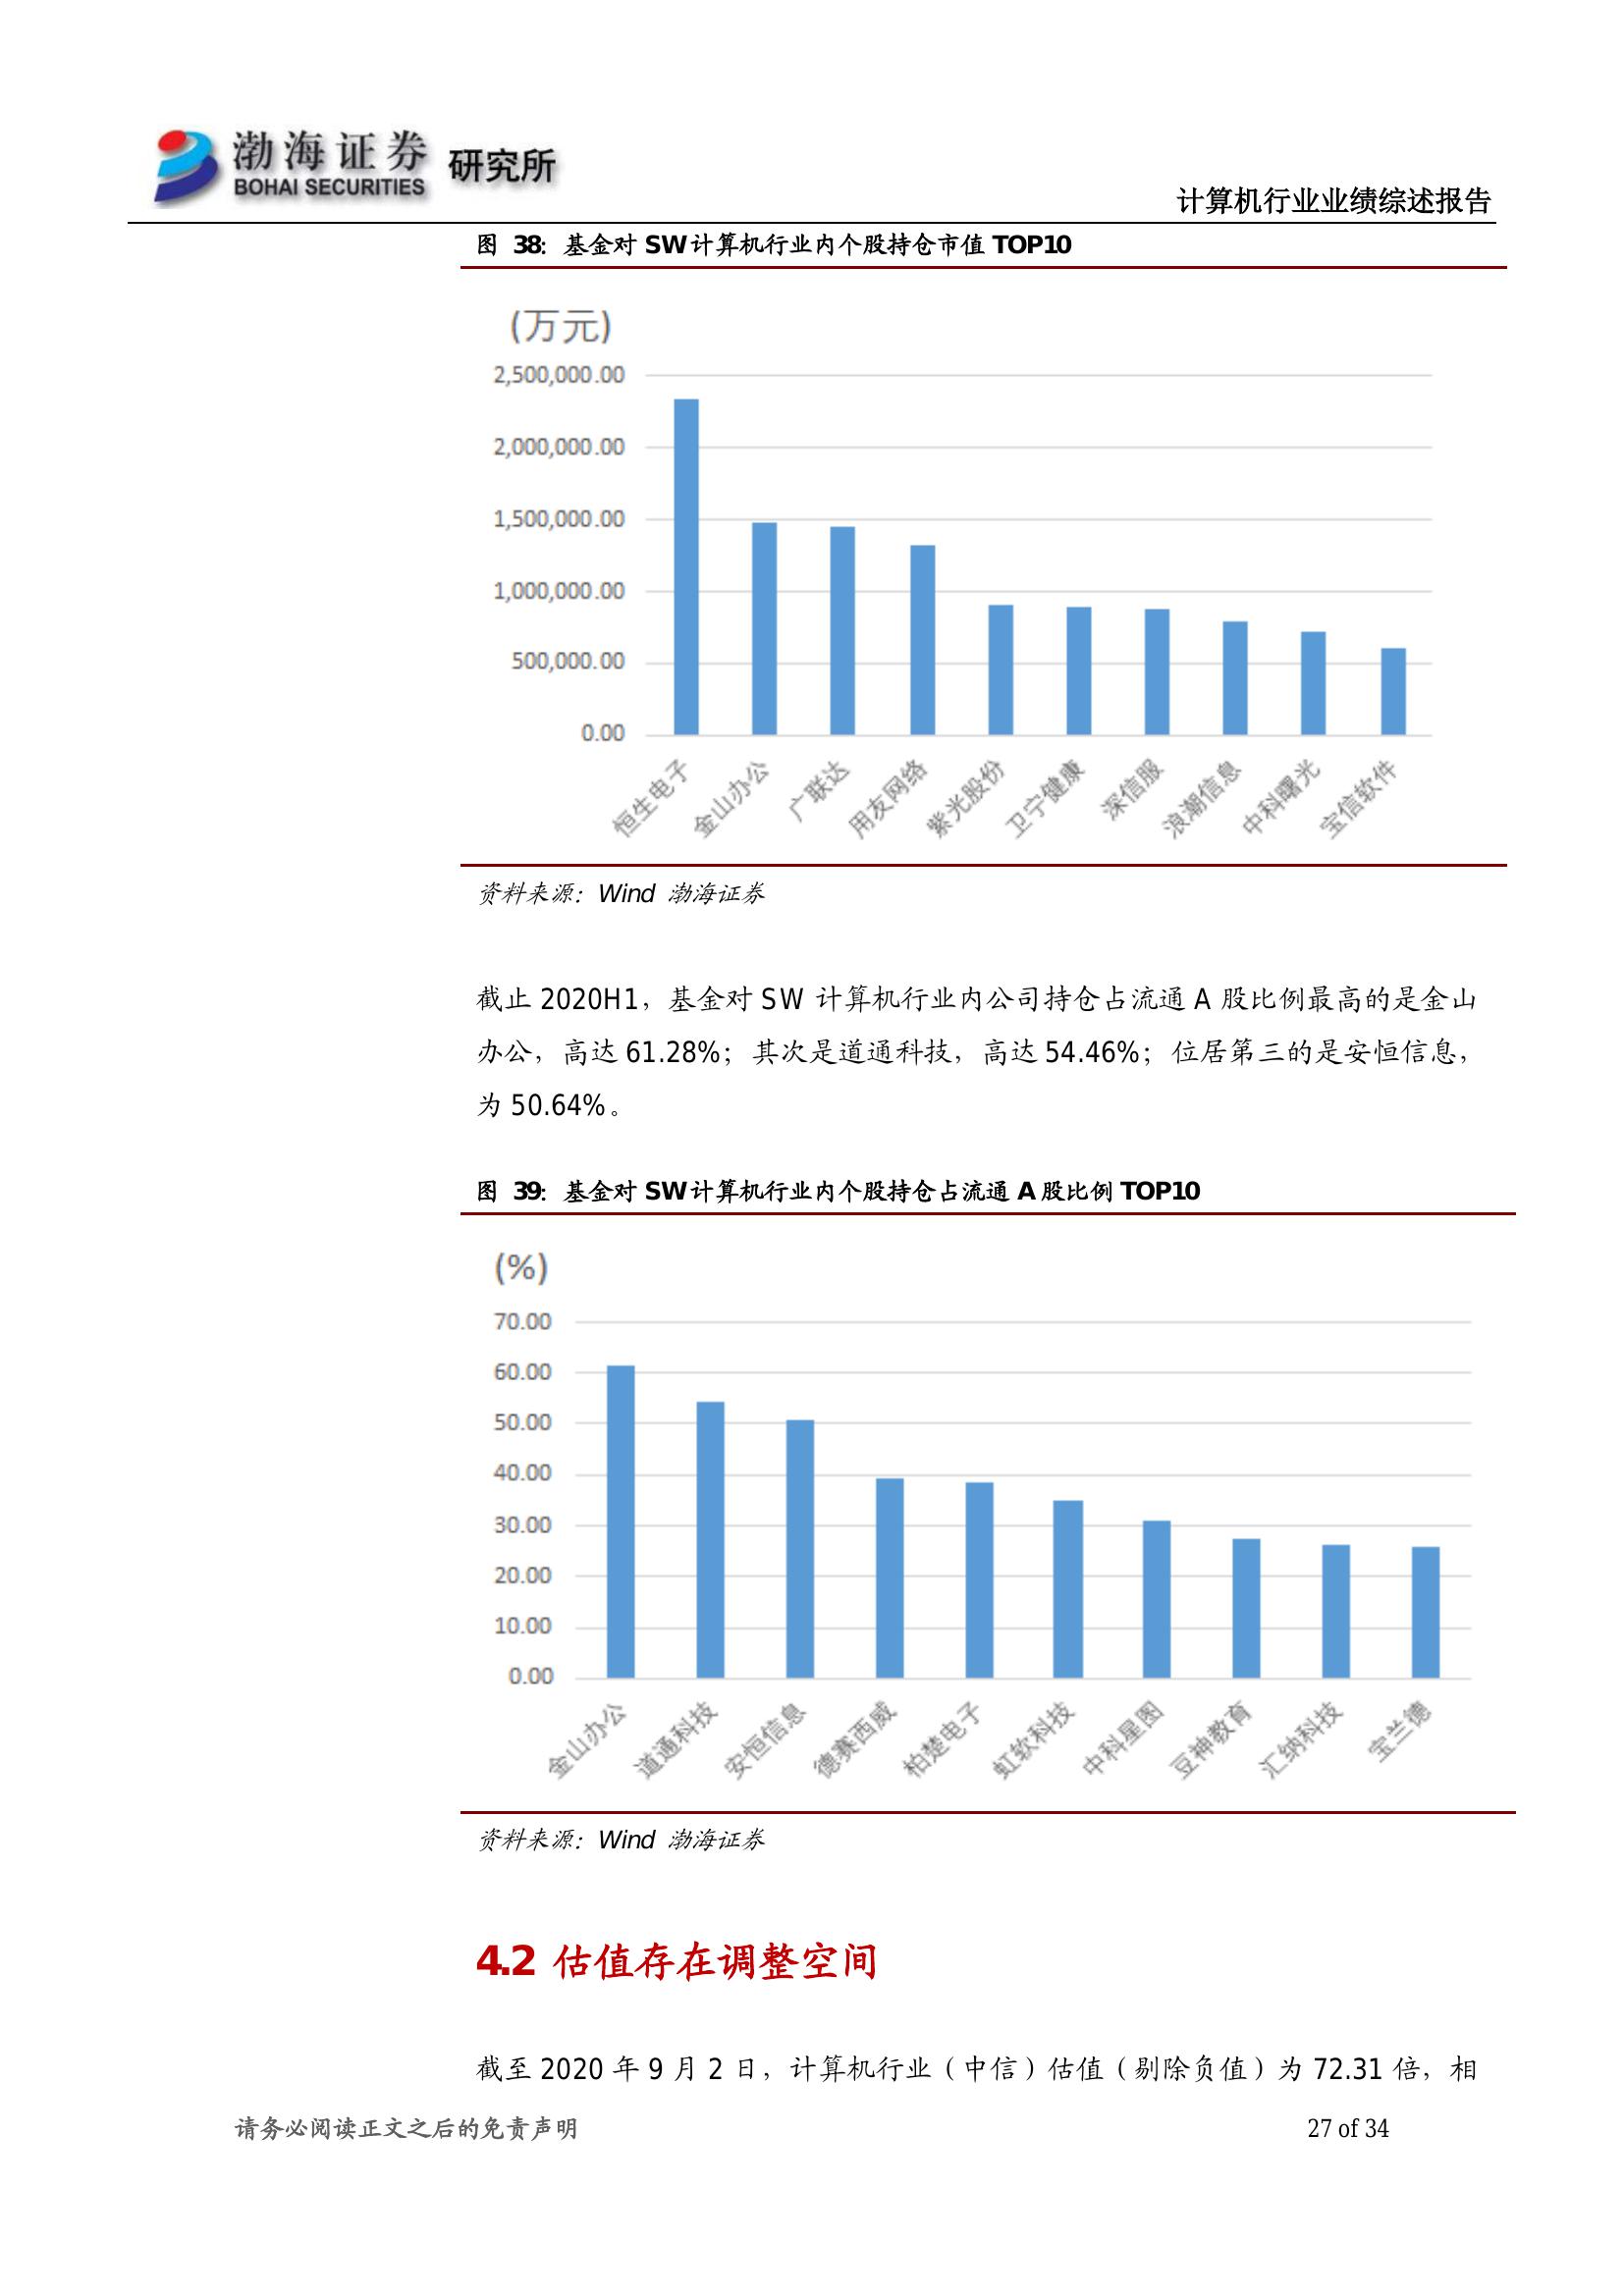 渤海证券 研究所
BOHAI SECURITIES
计算机行业业绩综述报告
图 38：基金对 SW 计算机行业内个股持仓市值 TOP10
(万元)
2,500,000.00
2,000,000.00
1,500,000.00
1,000,000.00
500,000.00
0.00
恒生电子
金山办公
广联达
用友网络
紫光股份
卫宁健康
深信服
浪潮信息
中科曙光
宝信软件
资料来源：Wind 渤海证券
截止 2020H1，基金对 SW 计算机行业内公司持仓占流通 A 股比例最高的是金山
办公，高达 61.28%；其次是道通科技，高达 54.46%；位居第三的是安恒信息，
为 50.64%。
图 39：基金对 SW 计算机行业内个股持仓占流通 A 股比例 TOP10
(%)
70.00
60.00
50.00
40.00
30.00
20.00
10.00
0.00
金山办公
道通科技
安恒信息
德赛西威
柏楚电子
虹软科技
中科星图
豆神教育
汇纳科技
宝兰德
资料来源：Wind 渤海证券
4.2 估值存在调整空间
截至 2020 年 9 月 2 日，计算机行业（中信）估值（剔除负值）为 72.31 倍，相
请务必阅读正文之后的免责声明
27 of 34